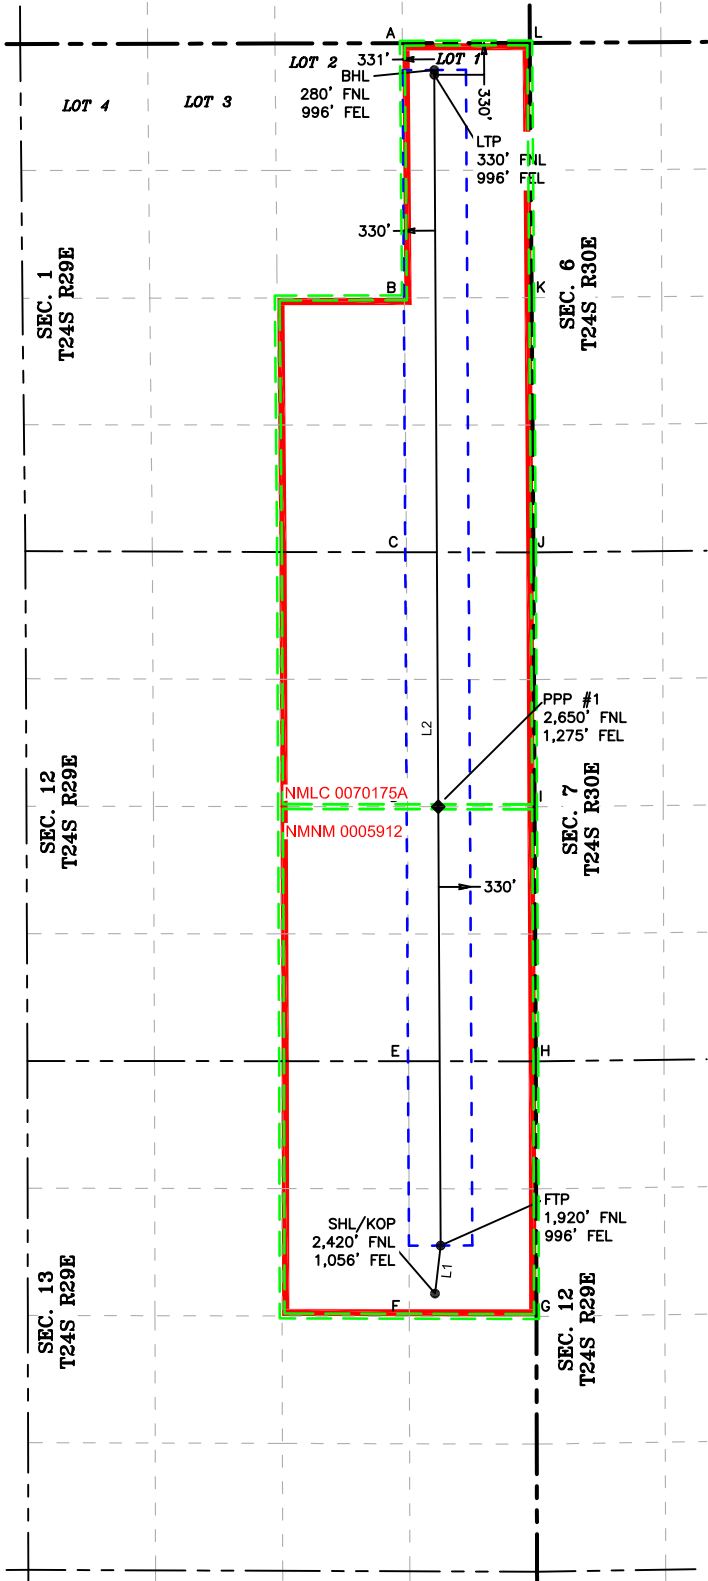 A
L
LOT 4
LOT 3
LOT 2
331'
LOT 1
BHL
280' FNL
996' FEL
330'
LTP
330' FNL
996' FEL
330'
SEC. 1
T24S R29E
B
K
SEC. 6
T24S R30E
C
J
L2
PPP #1
2,650' FNL
1,275' FEL
SEC. 12
T24S R29E
NMLC 0070175A
I
NMNM 0005912
SEC. 7
T24S R30E
330'
E
H
SHL/KOP
2,420' FNL
1,056' FEL
L1
FTP
1,920' FNL
996' FEL
SEC. 13
T24S R29E
F
G
SEC. 12
T24S R29E